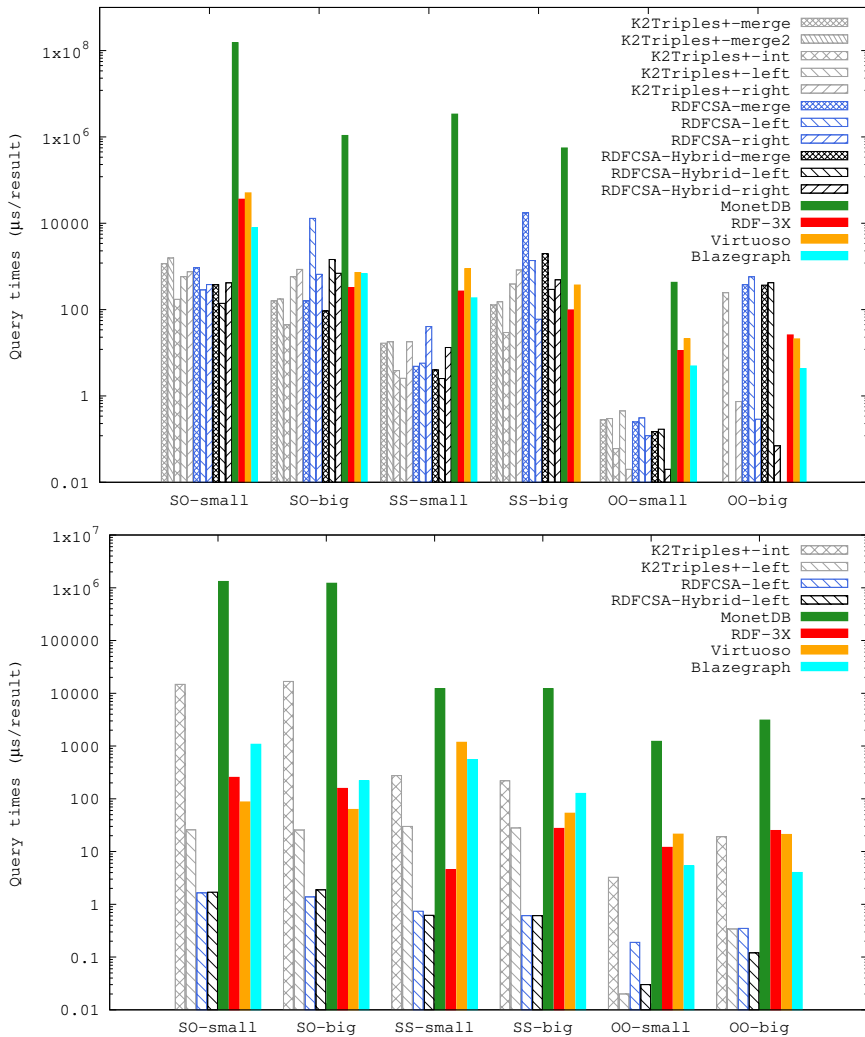 K2Triples+-merge
K2Triples+-merge2
K2Triples+-int
K2Triples+-left
K2Triples+-right
RDFCSA-merge
RDFCSA-left
RDFCSA-right
RDFCSA-Hybrid-merge
RDFCSA-Hybrid-left
RDFCSA-Hybrid-right
MonetDB
RDF-3X
Virtuoso
Blazegraph
Query times (µs/result)
1x10^8
1x10^6
10000
100
1
0.01
SO-small SO-big SS-small SS-big OO-small OO-big
K2Triples+-int
K2Triples+-left
RDFCSA-left
RDFCSA-Hybrid-left
MonetDB
RDF-3X
Virtuoso
Blazegraph
Query times (µs/result)
1x10^7
1x10^6
100000
10000
1000
100
10
1
0.1
0.01
SO-small SO-big SS-small SS-big OO-small OO-big